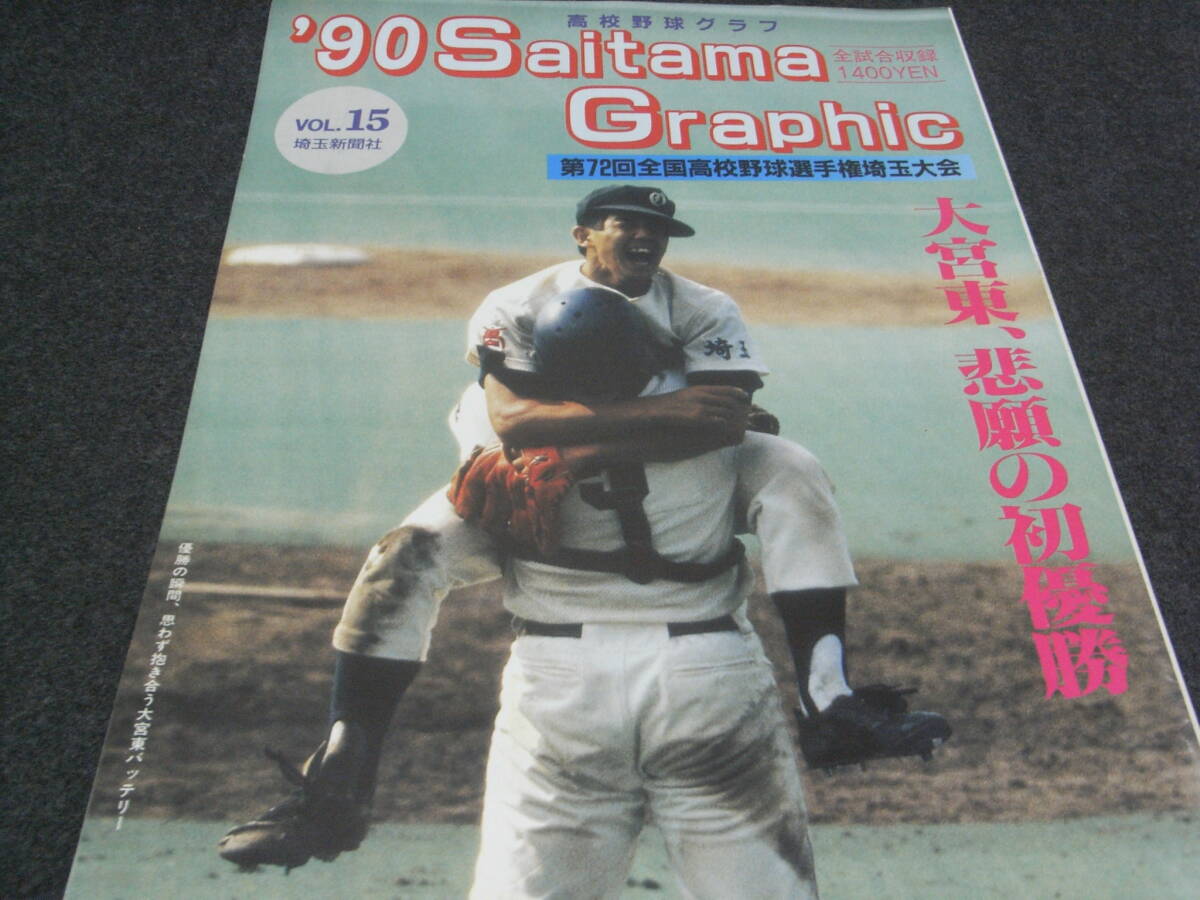 高校野球グラフ
'90 Saitama
Graphic
全試合収録
1400YEN
VOL. 15
埼玉新聞社
第72回全国高校野球選手権埼玉大会
大宮東、悲願の初優勝
埼玉
優勝の瞬間、思わず抱き合う大宮東バッテリー